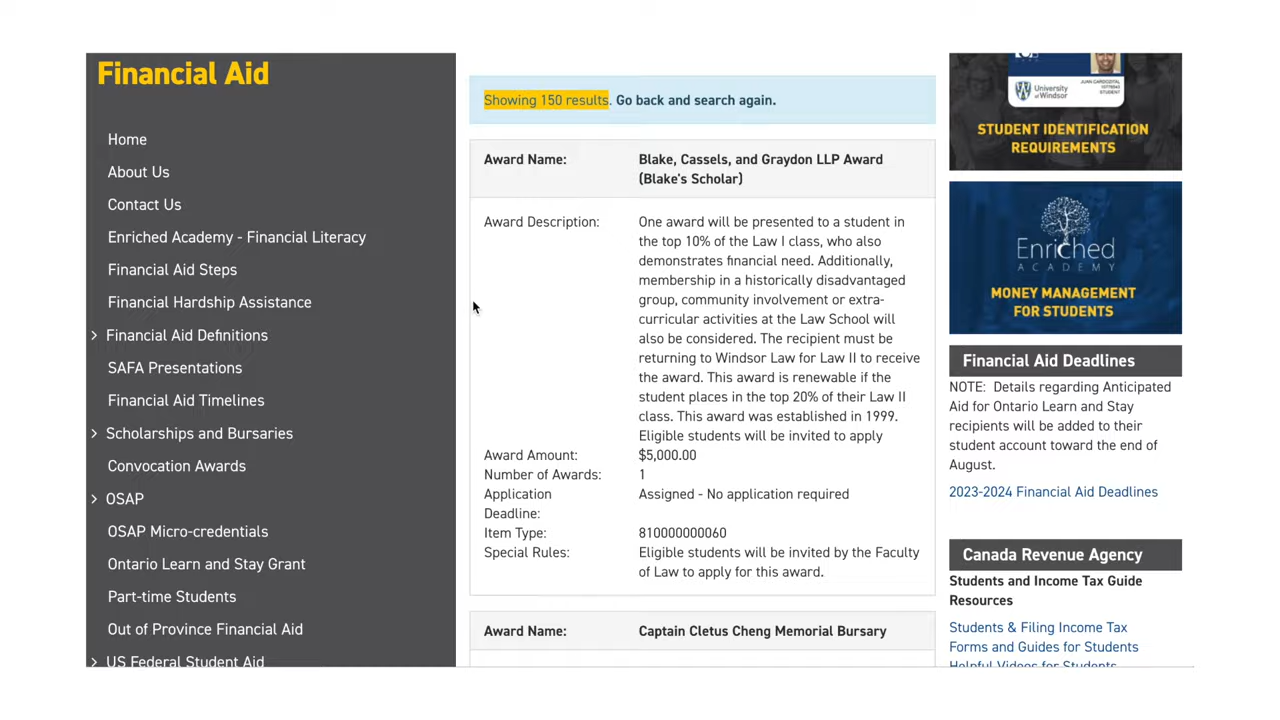 Financial Aid
Home
About Us
Contact Us
Enriched Academy - Financial Literacy
Financial Aid Steps
Financial Hardship Assistance
Financial Aid Definitions
SAFA Presentations
Financial Aid Timelines
Scholarships and Bursaries
Convocation Awards
OSAP
OSAP Micro-credentials
Ontario Learn and Stay Grant
Part-time Students
Out of Province Financial Aid
US Federal Student Aid
Showing 150 results. Go back and search again.
Award Name: Blake, Cassels, and Graydon LLP Award
(Blake's Scholar)
Award Description: One award will be presented to a student in
the top 10% of the Law I class, who also
demonstrates financial need. Additionally,
membership in a historically disadvantaged
group, community involvement or extra-
curricular activities at the Law School will
also be considered. The recipient must be
returning to Windsor Law for Law II to receive
the award. This award is renewable if the
student places in the top 20% of their Law II
class. This award was established in 1999.
Eligible students will be invited to apply
Award Amount: $5,000.00
Number of Awards: 1
Application Assigned - No application required
Deadline:
Item Type: 810000000060
Special Rules: Eligible students will be invited by the Faculty
of Law to apply for this award.
Award Name: Captain Cletus Cheng Memorial Bursary
University
of Windsor
STUDENT
STUDENT IDENTIFICATION
REQUIREMENTS
Enriched
ACADEMY
MONEY MANAGEMENT
FOR STUDENTS
Financial Aid Deadlines
NOTE: Details regarding Anticipated
Aid for Ontario Learn and Stay
recipients will be added to their
student account toward the end of
August.
2023-2024 Financial Aid Deadlines
Canada Revenue Agency
Students and Income Tax Guide
Resources
Students & Filing Income Tax
Forms and Guides for Students
Helpful Videos for Students